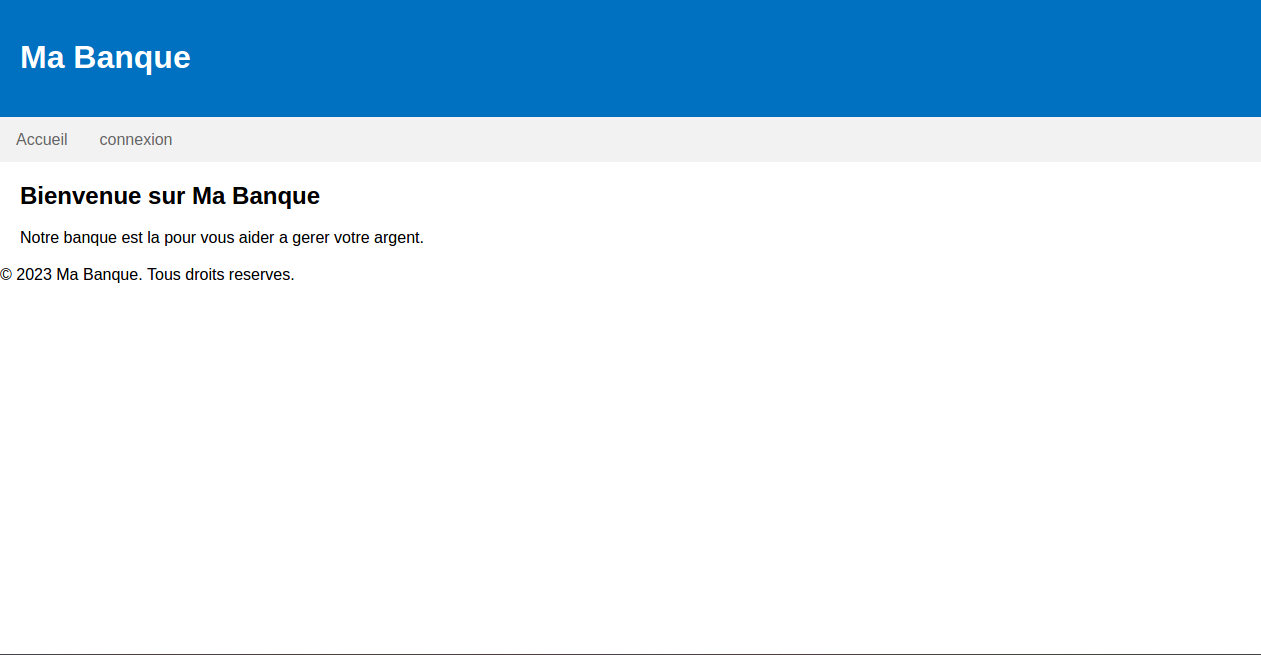 Ma Banque
Accueil connexion
Bienvenue sur Ma Banque
Notre banque est la pour vous aider a gerer votre argent.
© 2023 Ma Banque. Tous droits reserves.